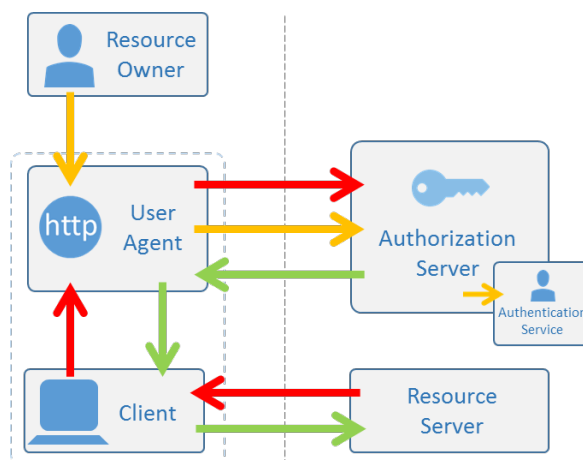 Resource
Owner
http
User
Agent
Authorization
Server
Authentication
Service
Client
Resource
Server